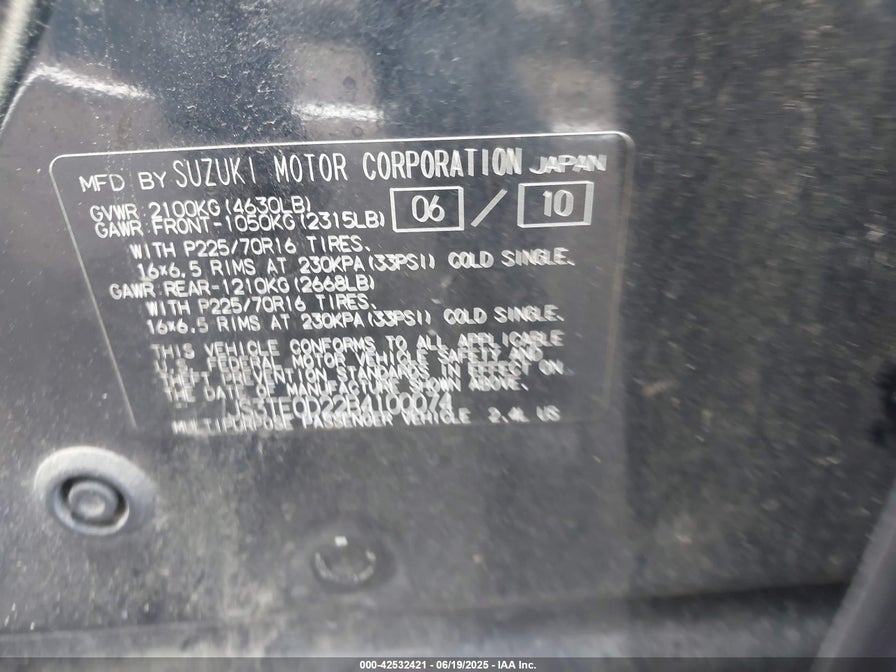 MFD BY SUZUKI MOTOR CORPORATION JAPAN
GVWR 2100KG (4630LB) 06 / 10
GAWR FRONT-1050KG (2315LB)
WITH P225/70R16 TIRES.
16×6.5 RIMS AT 230KPA (33PSI) COLD SINGLE.
GAWR REAR-1210KG (2668LB)
WITH P225/70R16 TIRES.
16×6.5 RIMS AT 230KPA (33PSI) COLD SINGLE.
THIS VEHICLE CONFORMS TO ALL APPLICABLE
U.S. FEDERAL MOTOR VEHICLE SAFETY AND
THEFT PREVENTION STANDARDS IN EFFECT ON
THE DATE OF MANUFACTURE SHOWN ABOVE.
JS3TE0D22B4100074
MULTIPURPOSE PASSENGER VEHICLE 2.4L US
000-42532421 - 06/19/2025 - IAA Inc.